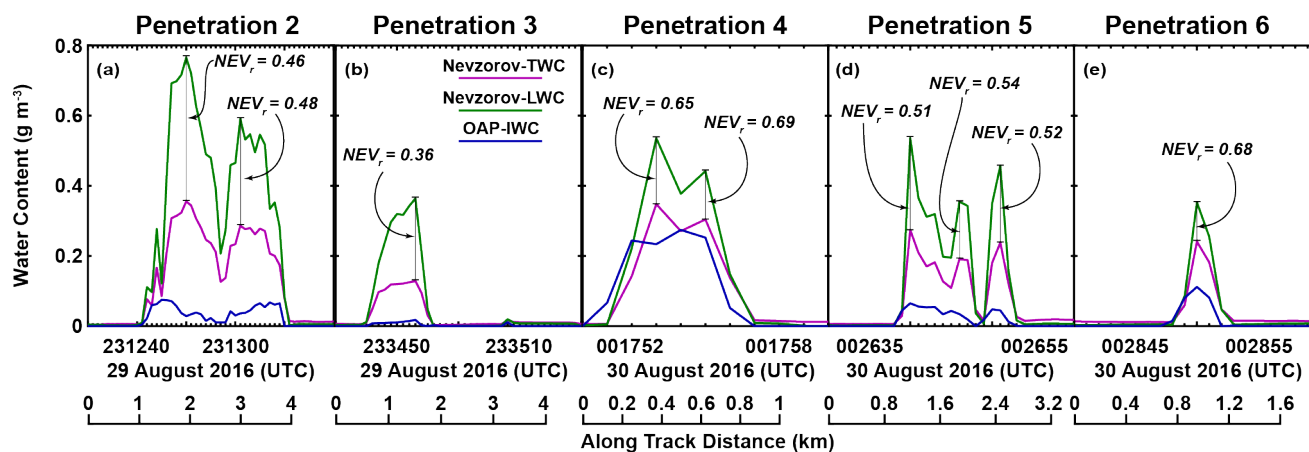 Penetration 2 Penetration 3 Penetration 4 Penetration 5 Penetration 6
Water Content (g m⁻³)
0.8
0.6
0.4
0.2
0
(a)
NEVr = 0.46
NEVr = 0.48
(b)
Nevzorov-TWC
Nevzorov-LWC
OAP-IWC
NEVr = 0.36
(c)
NEVr = 0.65
NEVr = 0.69
(d)
NEVr = 0.51
NEVr = 0.54
NEVr = 0.52
(e)
NEVr = 0.68
231240 231300 233450 233510 001752 001758 002635 002655 002845 002855
29 August 2016 (UTC) 29 August 2016 (UTC) 30 August 2016 (UTC) 30 August 2016 (UTC) 30 August 2016 (UTC)
0 1 2 3 4 0 1 2 3 4 0 0.2 0.4 0.6 0.8 1 0 0.8 1.6 2.4 3.2 0 0.4 0.8 1.2 1.6
Along Track Distance (km)